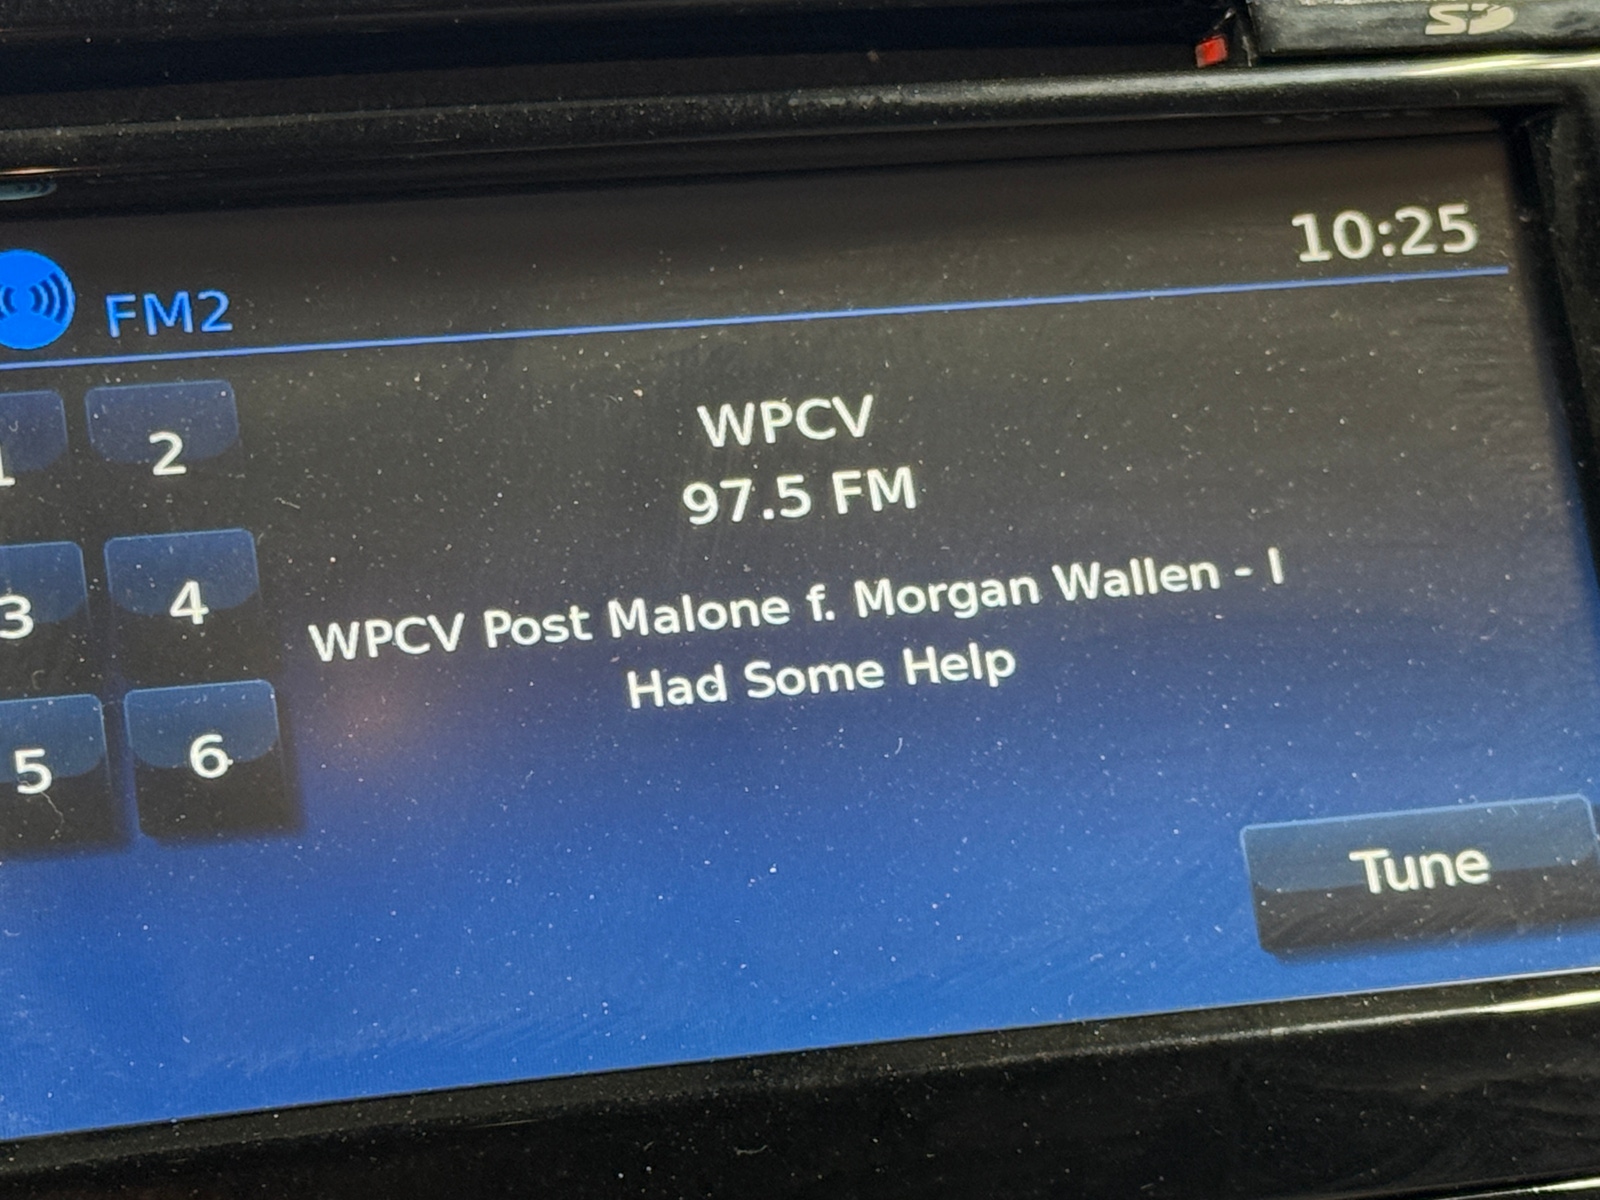 SD
10:25
FM2
WPCV
97.5 FM
WPCV Post Malone f. Morgan Wallen - I
Had Some Help
1
2
3
4
5
6
Tune